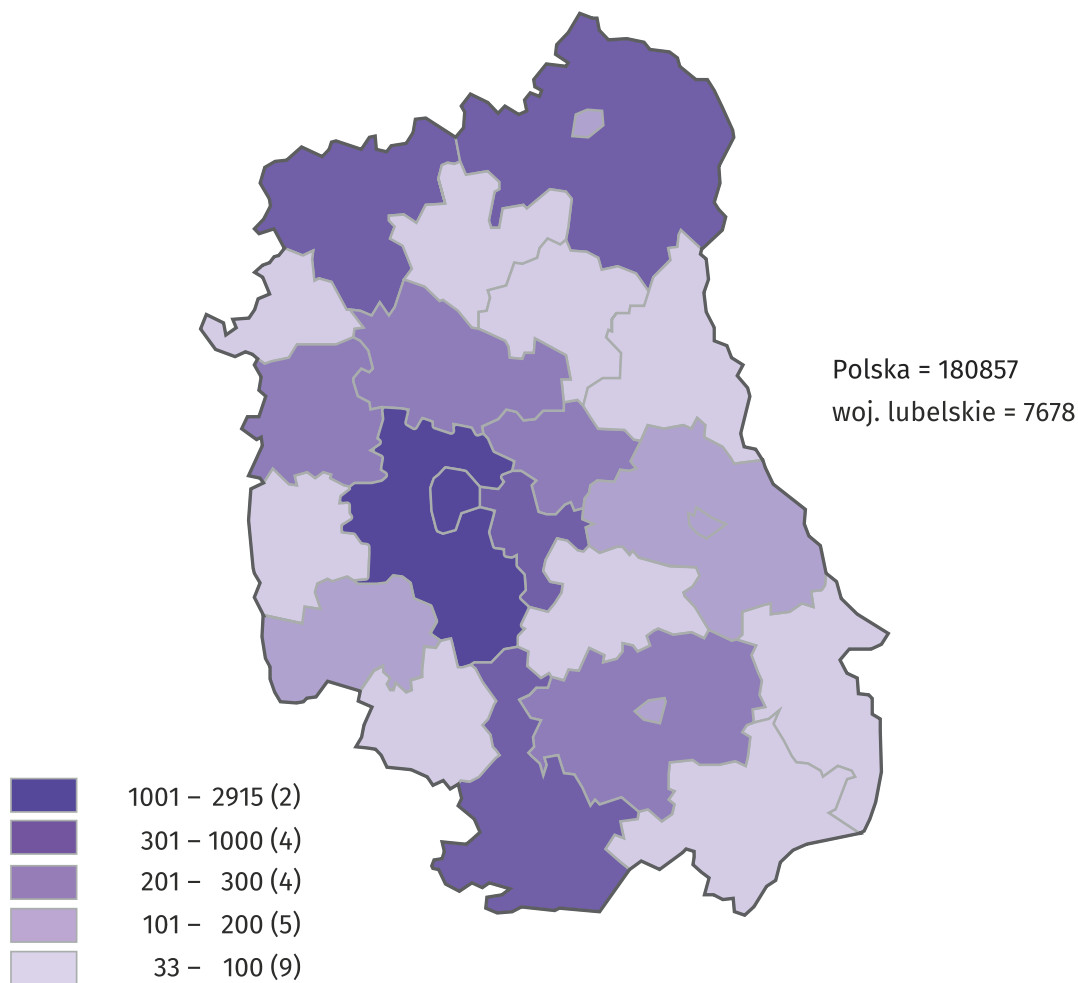 Polska = 180857
woj. lubelskie = 7678
1001 – 2915 (2)
301 – 1000 (4)
201 – 300 (4)
101 – 200 (5)
33 – 100 (9)